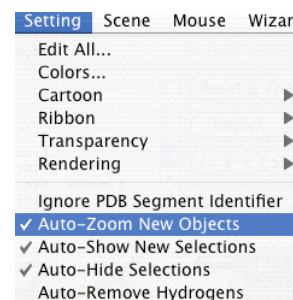 Setting Scene Mouse Wizar
Edit All...
Colors...
Cartoon
Ribbon
Transparency
Rendering
Ignore PDB Segment Identifier
✓ Auto-Zoom New Objects
✓ Auto-Show New Selections
✓ Auto-Hide Selections
Auto-Remove Hydrogens